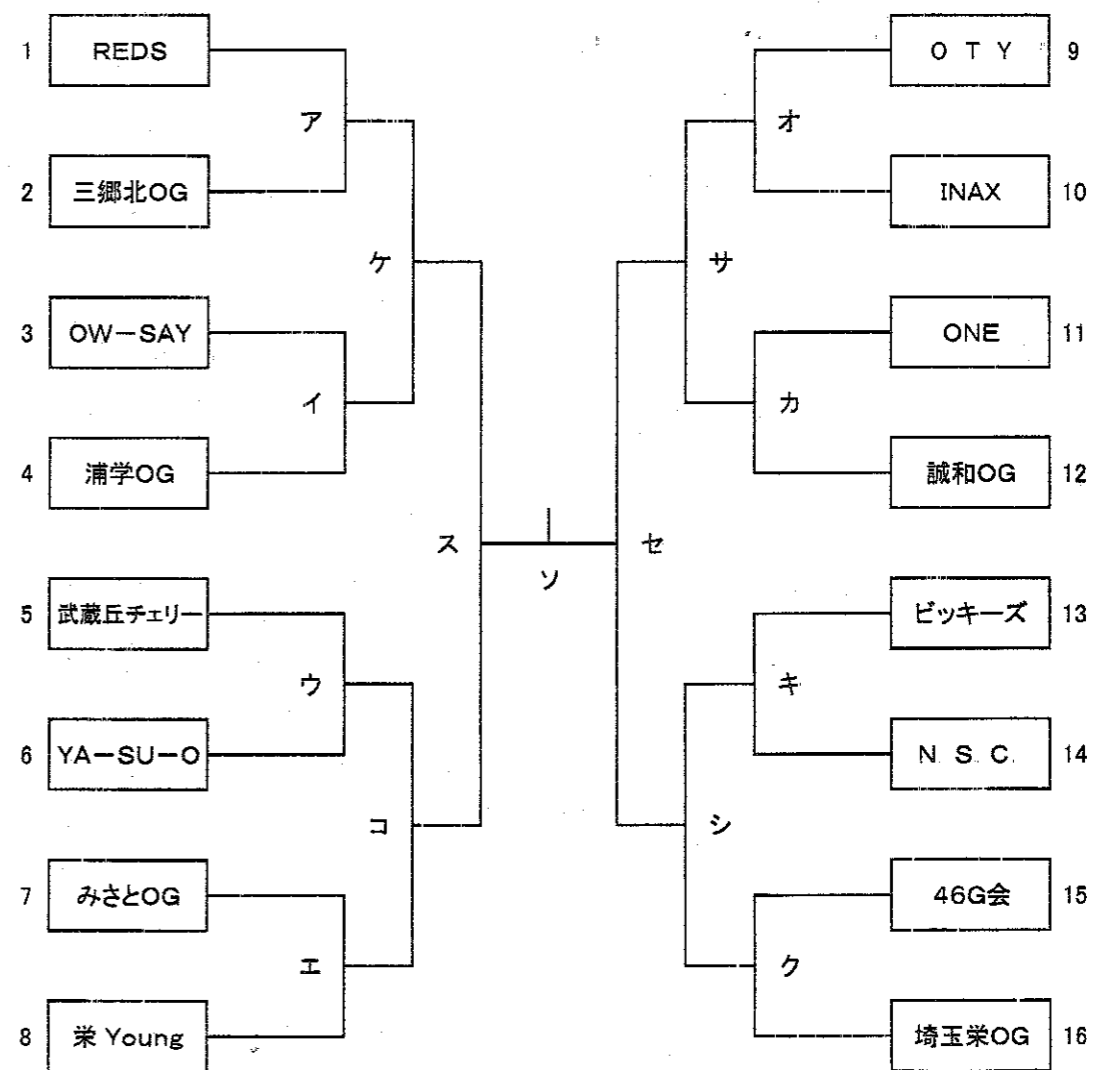 1 REDS O T Y 9
ア オ
2 三郷北OG INAX 10
ケ サ
3 OW－SAY ONE 11
イ カ
4 浦学OG 誠和OG 12
ス セ
ソ
5 武蔵丘チェリー ビッキーズ 13
ウ キ
6 YA－SU－O N. S. C. 14
コ シ
7 みさとOG 46G会 15
エ ク
8 栄 Young 埼玉栄OG 16